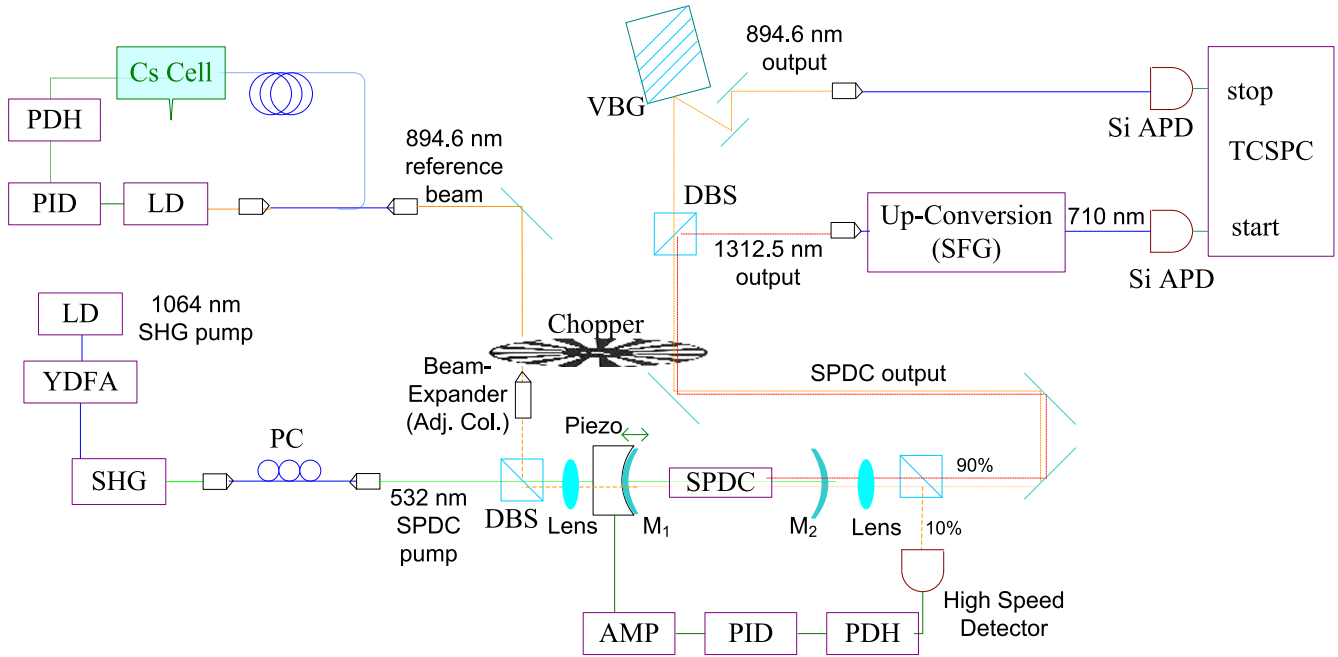 Cs Cell
PDH
PID
LD
894.6 nm
reference
beam
VBG
894.6 nm
output
Si APD
stop
TCSPC
start
DBS
1312.5 nm
output
Up-Conversion
(SFG)
710 nm
Si APD
LD
1064 nm
SHG pump
YDFA
SHG
PC
532 nm
SPDC
pump
Chopper
Beam-
Expander
(Adj. Col.)
DBS
Lens
Piezo
M₁
SPDC
M₂
Lens
SPDC output
90%
10%
High Speed
Detector
AMP
PID
PDH